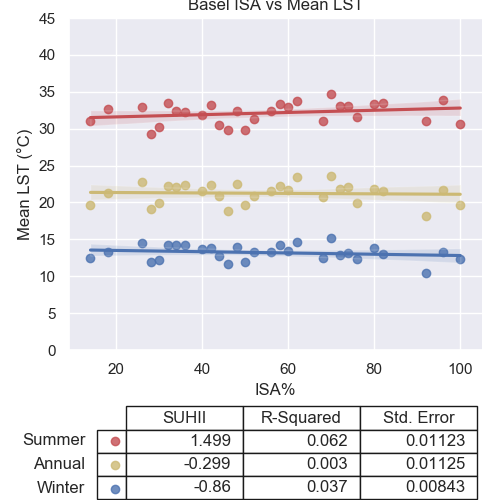 Basel ISA vs Mean LST
45
40
35
30
25
20
15
10
5
0
Mean LST (°C)
20 40 60 80 100
ISA%
SUHII R-Squared Std. Error
Summer 1.499 0.062 0.01123
Annual -0.299 0.003 0.01125
Winter -0.86 0.037 0.00843